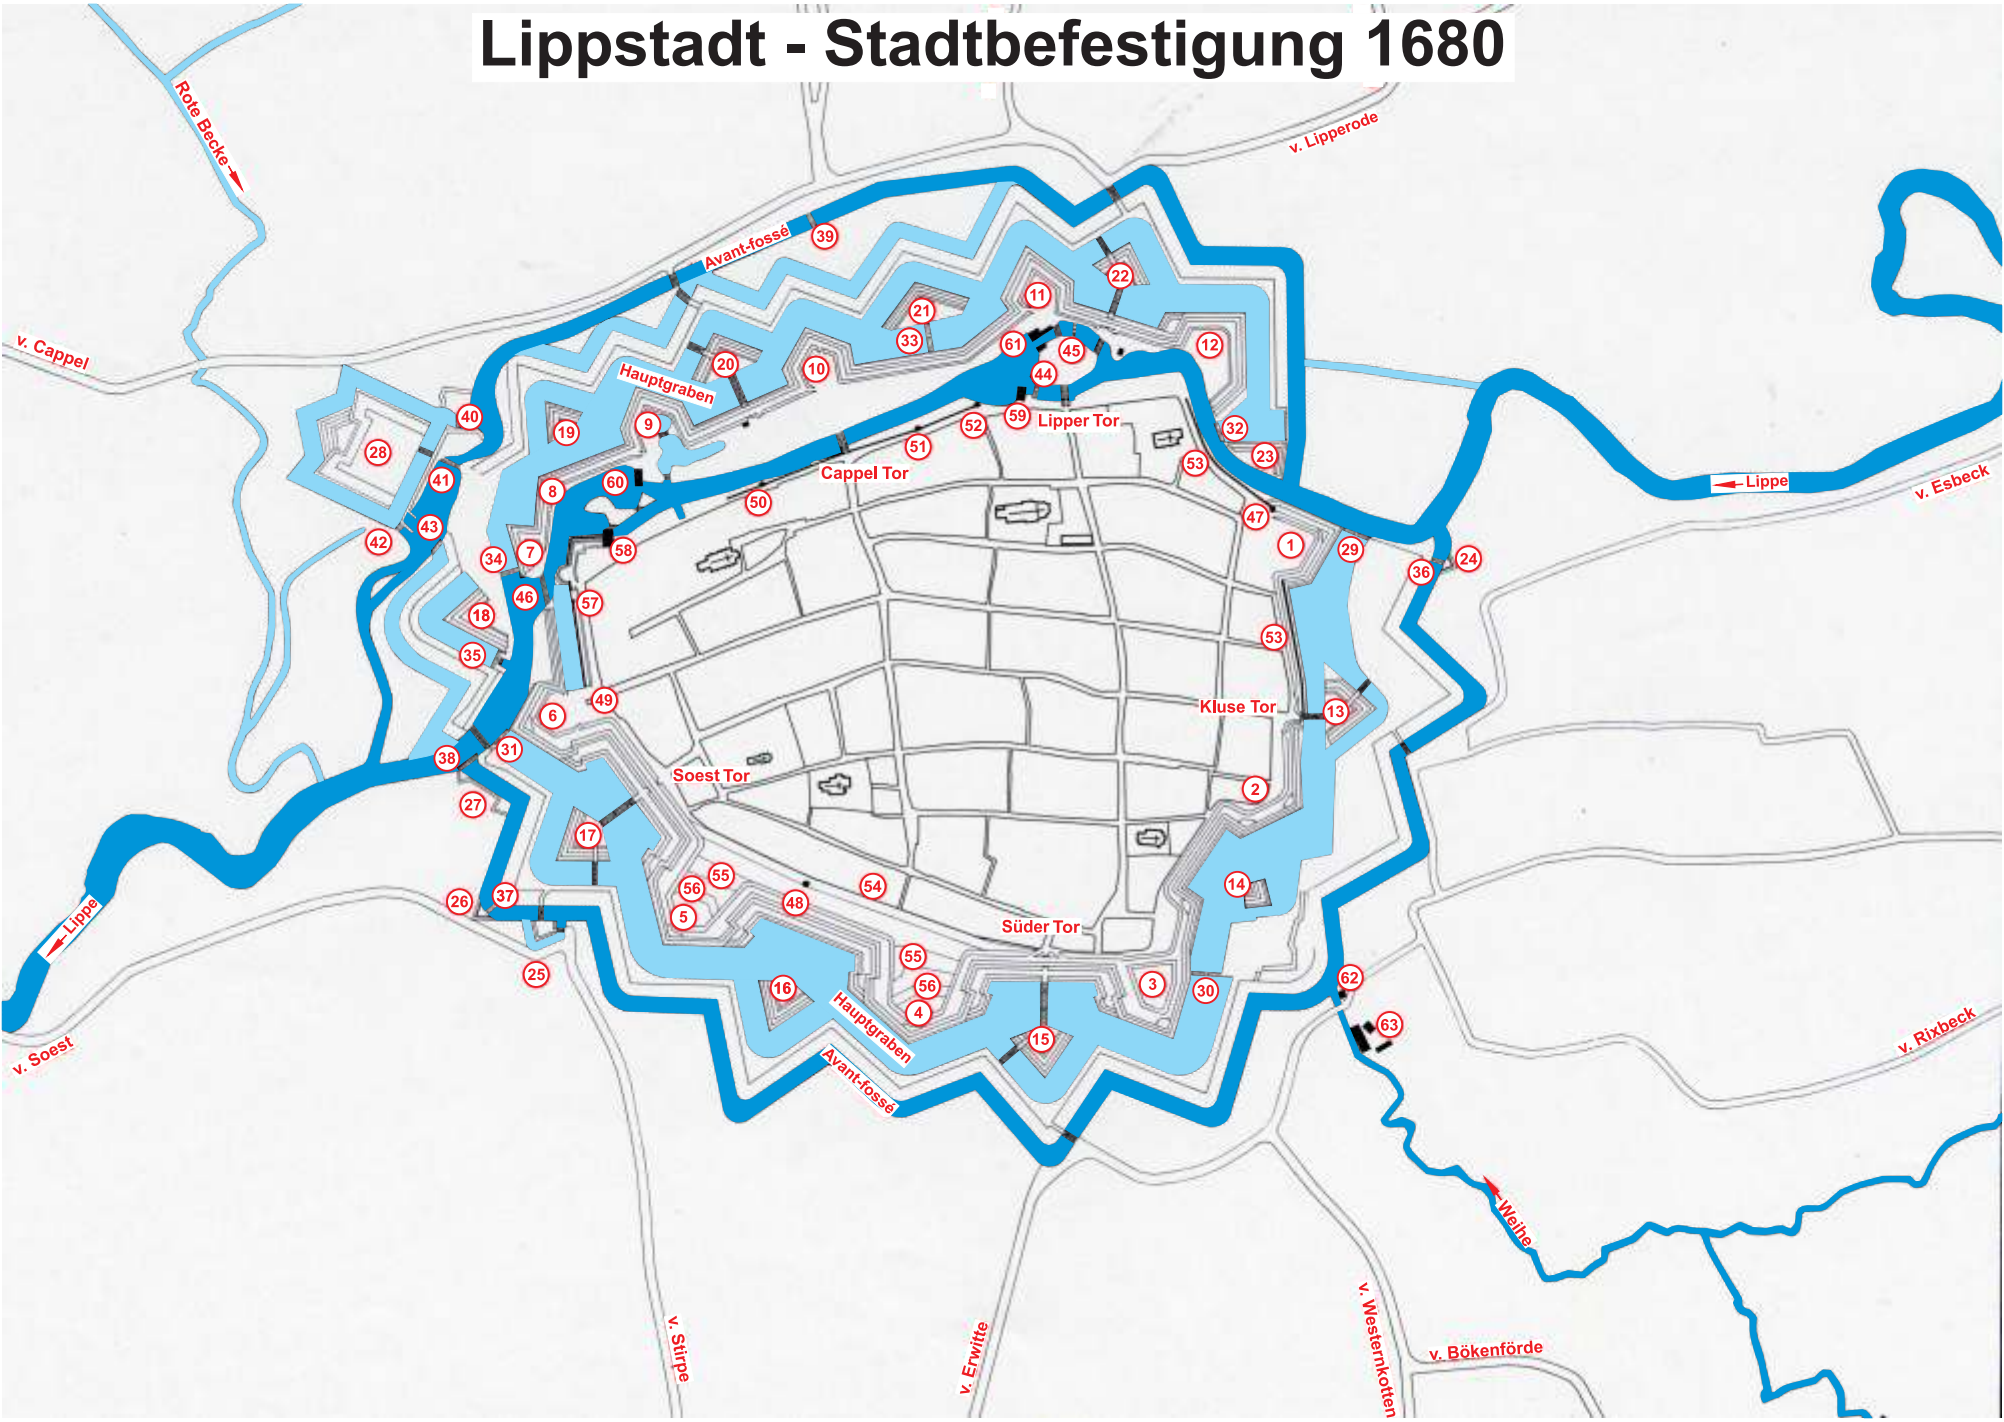 Lippstadt - Stadtbefestigung 1680
Rote Becke
v. Lipperode
v. Cappel
Avant-fossé
39
22
11
21
33
61
45
12
20
10
44
Hauptgraben
59
Lipper Tor
40
9
19
52
32
28
51
23
53
41
60
8
Cappel Tor
Lippe
v. Esbeck
50
47
43
42
58
7
34
1
29
24
36
46
57
18
35
53
49
6
Kluse Tor
13
31
38
Soest Tor
2
27
17
55
56
54
14
37
26
48
5
Lippe
Süder Tor
55
25
16
56
3
30
62
4
Hauptgraben
15
63
v. Soest
v. Rixbeck
Avant-fossé
Weihe
v. Stirpe
v. Erwitte
v. Westernkotten
v. Bökenförde